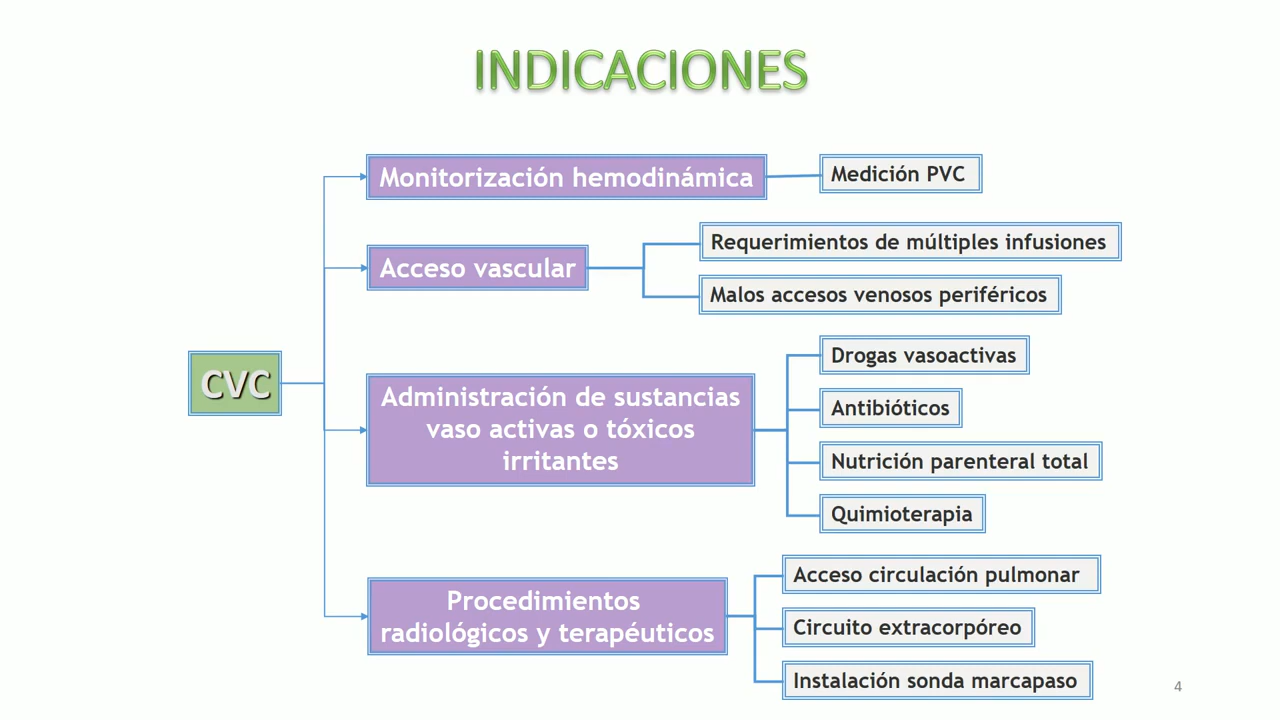 INDICACIONES
CVC
Monitorización hemodinámica
Medición PVC
Acceso vascular
Requerimientos de múltiples infusiones
Malos accesos venosos periféricos
Administración de sustancias
vaso activas o tóxicos
irritantes
Drogas vasoactivas
Antibióticos
Nutrición parenteral total
Quimioterapia
Procedimientos
radiológicos y terapéuticos
Acceso circulación pulmonar
Circuito extracorpóreo
Instalación sonda marcapaso
4